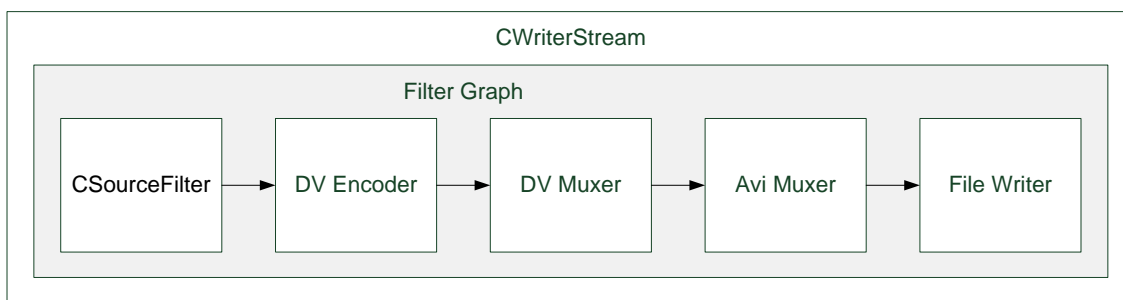 CWriterStream
Filter Graph
CSourceFilter
DV Encoder
DV Muxer
Avi Muxer
File Writer